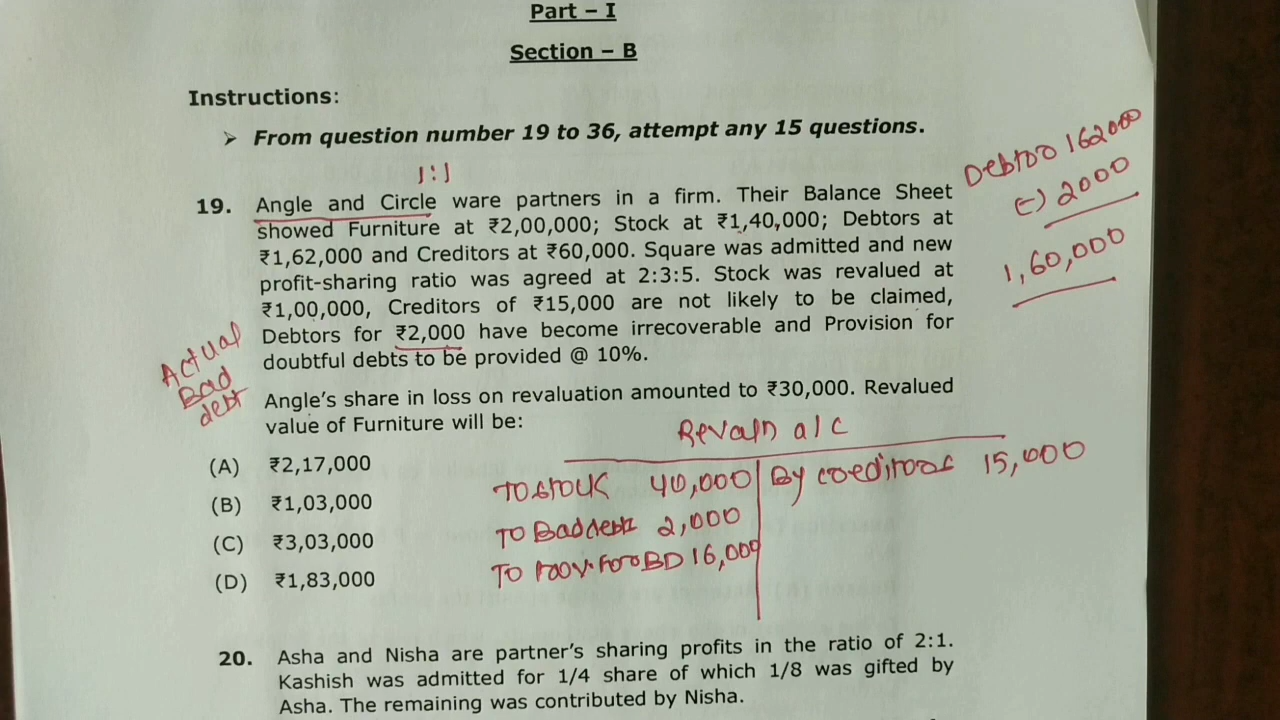 Part – I
Section – B
Instructions:
➢ From question number 19 to 36, attempt any 15 questions.
1:1
19. Angle and Circle ware partners in a firm. Their Balance Sheet
showed Furniture at ₹2,00,000; Stock at ₹1,40,000; Debtors at
₹1,62,000 and Creditors at ₹60,000. Square was admitted and new
profit-sharing ratio was agreed at 2:3:5. Stock was revalued at
₹1,00,000, Creditors of ₹15,000 are not likely to be claimed,
Debtors for ₹2,000 have become irrecoverable and Provision for
doubtful debts to be provided @ 10%.
Debtoo 162000
(-) 2000
1,60,000
Actual
Bad
debt
Angle's share in loss on revaluation amounted to ₹30,000. Revalued
value of Furniture will be:
(A) ₹2,17,000
(B) ₹1,03,000
(C) ₹3,03,000
(D) ₹1,83,000
Revaln a/c
To stock 40,000 By creditors 15,000
To Bad debt 2,000
To Prov. For BD 16,000
20. Asha and Nisha are partner's sharing profits in the ratio of 2:1.
Kashish was admitted for 1/4 share of which 1/8 was gifted by
Asha. The remaining was contributed by Nisha.